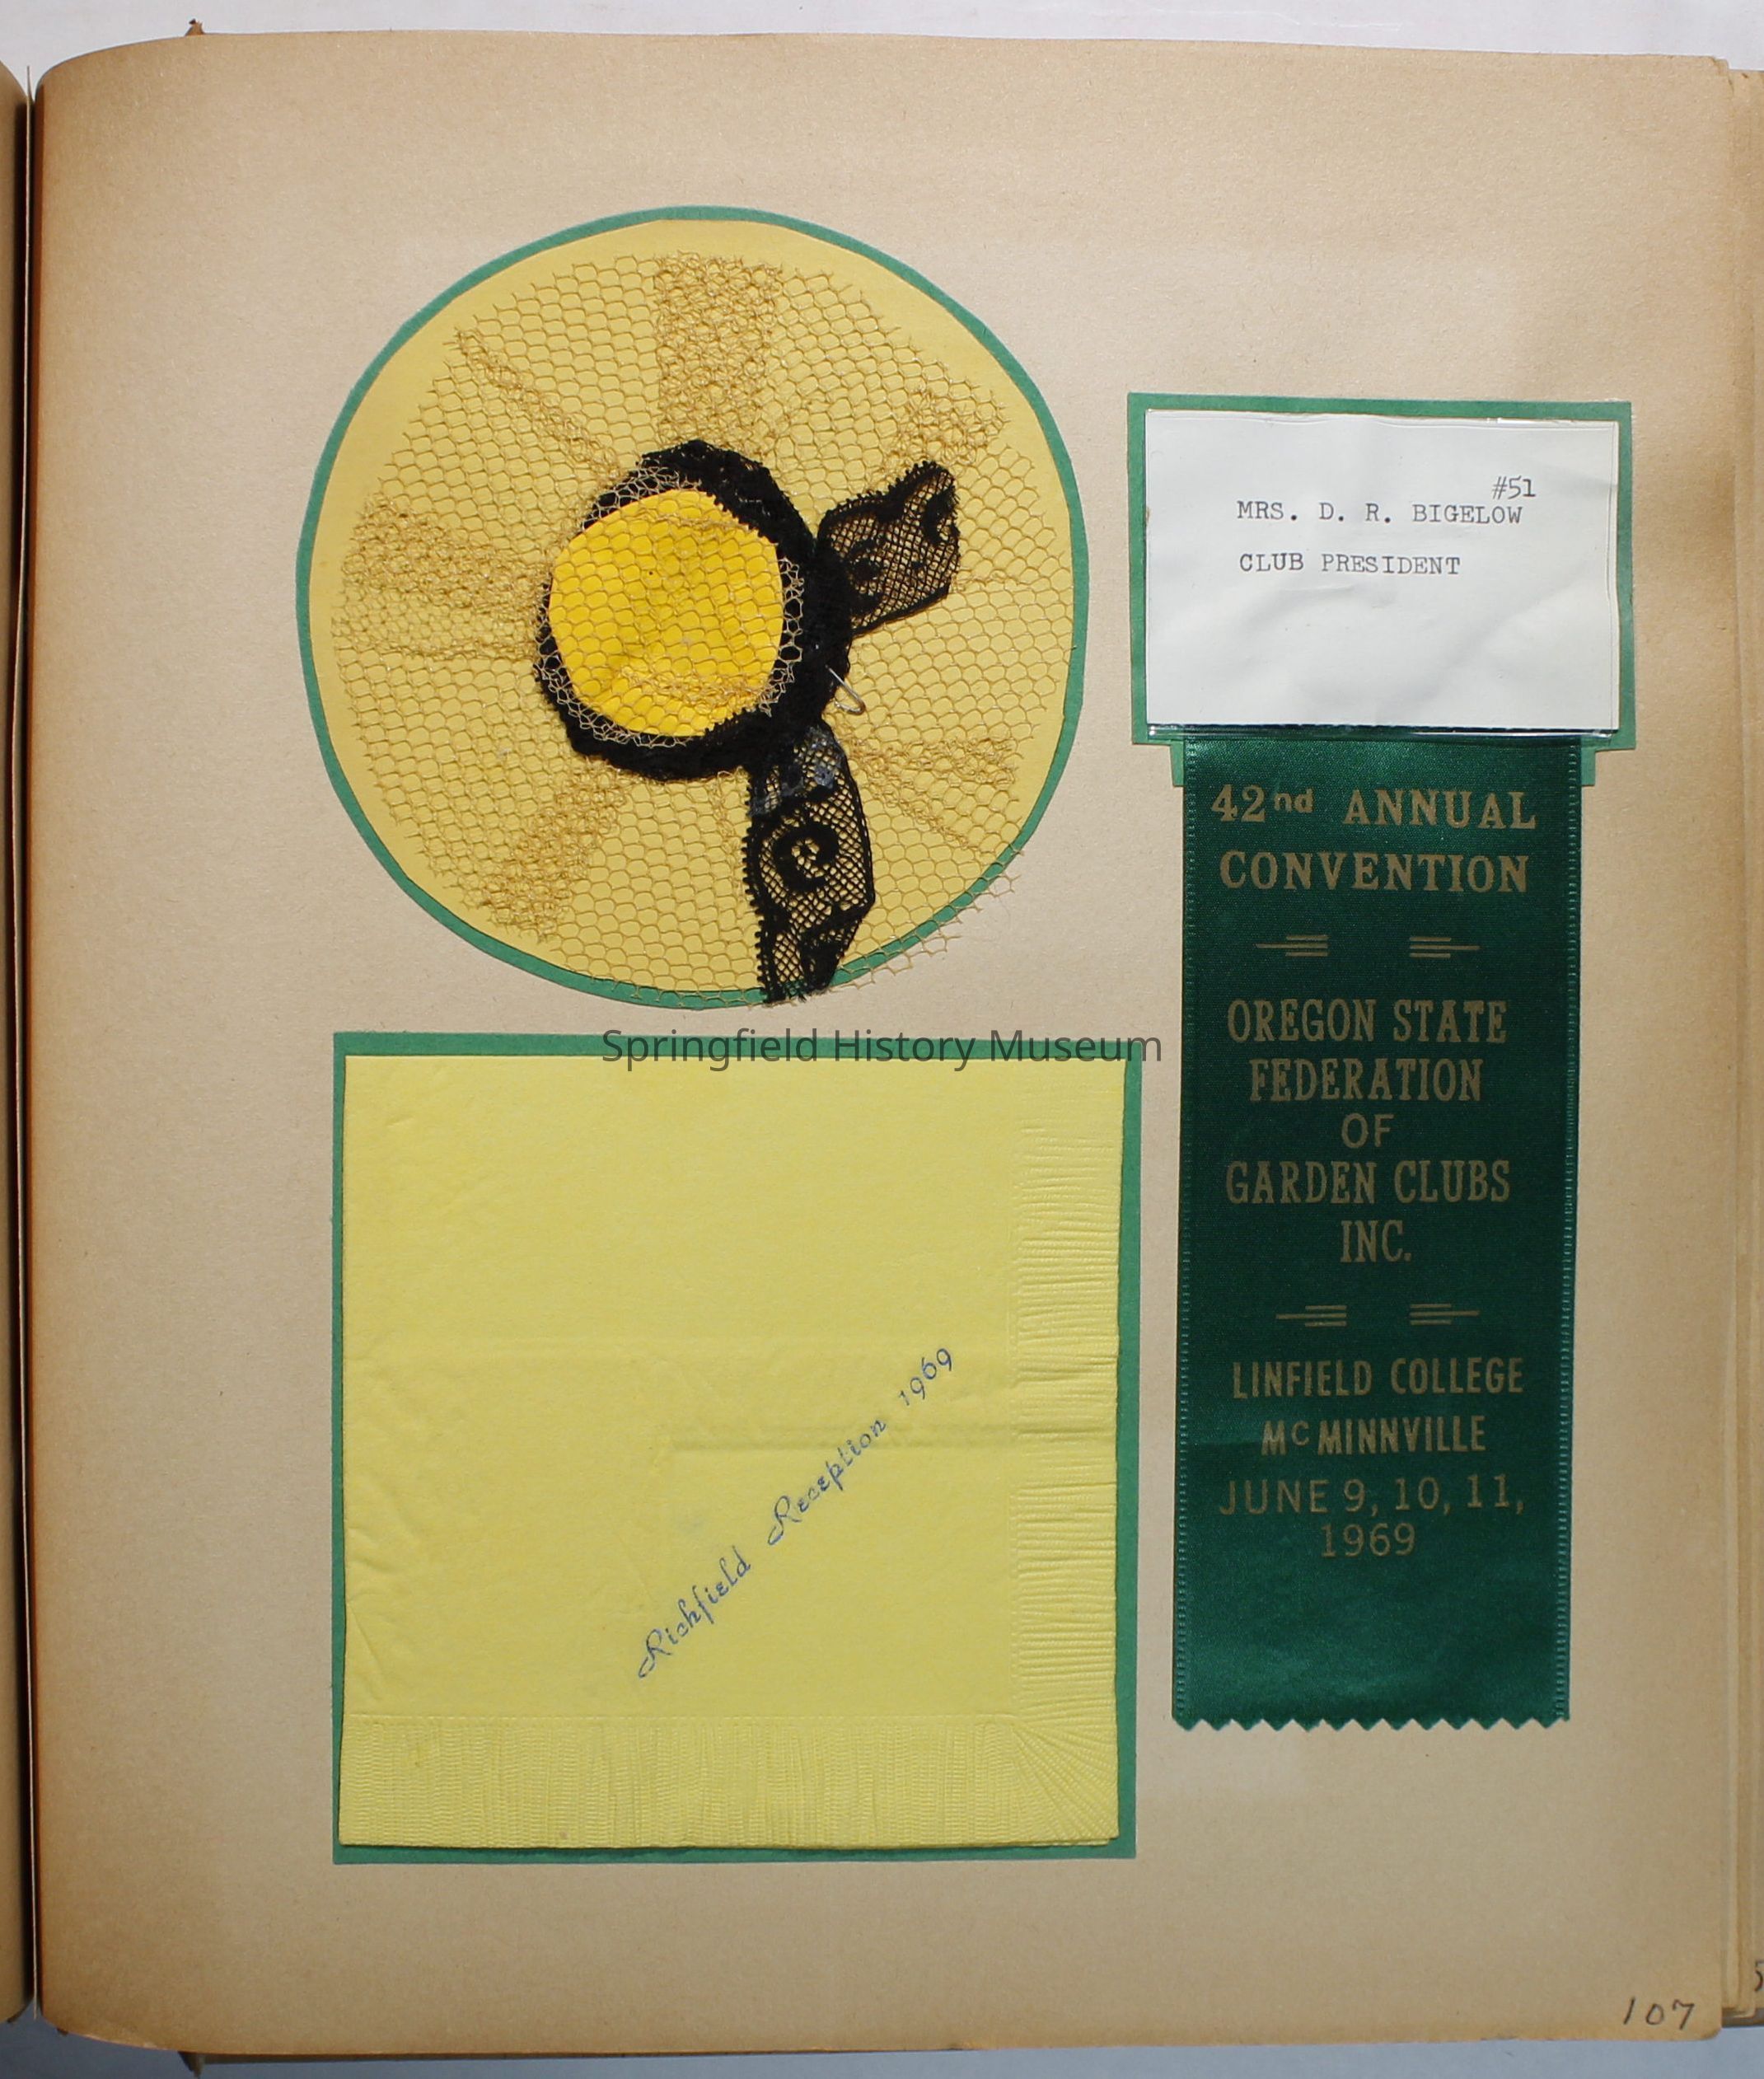 #51
MRS. D. R. BIGELOW
CLUB PRESIDENT
42nd ANNUAL
CONVENTION
OREGON STATE
FEDERATION
OF
GARDEN CLUBS
INC.
LINFIELD COLLEGE
McMINNVILLE
JUNE 9, 10, 11,
1969
Springfield History Museum
Richfield Reception 1969
107
5